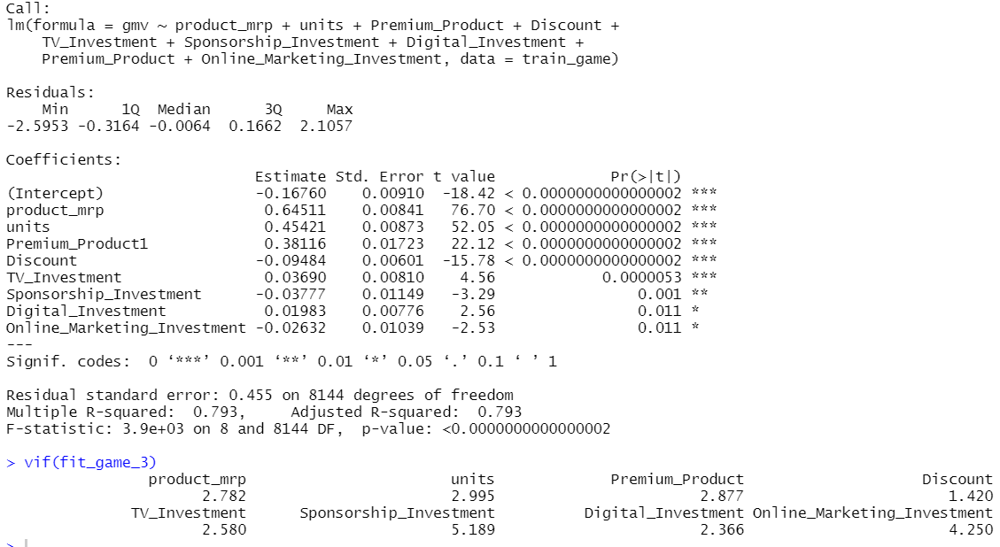 Call:
lm(formula = gmv ~ product_mrp + units + Premium_Product + Discount +
    TV_Investment + Sponsorship_Investment + Digital_Investment +
    Premium_Product + Online_Marketing_Investment, data = train_game)

Residuals:
    Min      1Q  Median      3Q     Max
-2.5953 -0.3164 -0.0064  0.1662  2.1057

Coefficients:
                            Estimate Std. Error t value             Pr(>|t|)
(Intercept)                 -0.16760    0.00910  -18.42 < 0.0000000000000002 ***
product_mrp                  0.64511    0.00841   76.70 < 0.0000000000000002 ***
units                        0.45421    0.00873   52.05 < 0.0000000000000002 ***
Premium_Product1             0.38116    0.01723   22.12 < 0.0000000000000002 ***
Discount                    -0.09484    0.00601  -15.78 < 0.0000000000000002 ***
TV_Investment                0.03690    0.00810    4.56            0.0000053 ***
Sponsorship_Investment      -0.03777    0.01149   -3.29                0.001 **
Digital_Investment           0.01983    0.00776    2.56                0.011 *
Online_Marketing_Investment -0.02632    0.01039   -2.53                0.011 *
---
Signif. codes:  0 ‘***’ 0.001 ‘**’ 0.01 ‘*’ 0.05 ‘.’ 0.1 ‘ ’ 1

Residual standard error: 0.455 on 8144 degrees of freedom
Multiple R-squared:  0.793,     Adjusted R-squared:  0.793
F-statistic: 3.9e+03 on 8 and 8144 DF,  p-value: <0.0000000000000002

> vif(fit_game_3)
                product_mrp                       units             Premium_Product                    Discount
                      2.782                       2.995                       2.877                       1.420
              TV_Investment      Sponsorship_Investment          Digital_Investment Online_Marketing_Investment
                      2.580                       5.189                       2.366                       4.250
>